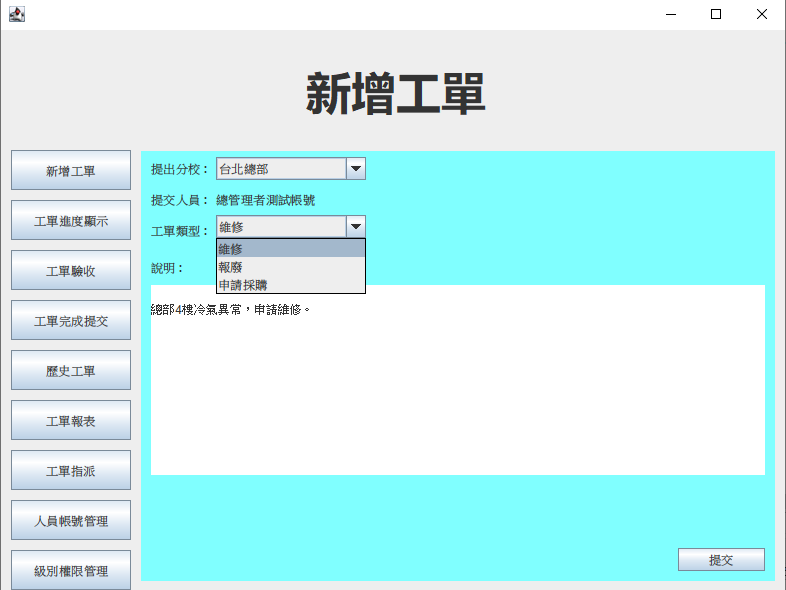 新增工單
新增工單
工單進度顯示
工單驗收
工單完成提交
歷史工單
工單報表
工單指派
人員帳號管理
級別權限管理
提出分校： 台北總部
提交人員： 總管理者測試帳號
工單類型： 維修
維修
報廢
申請採購
說明：
總部4樓冷氣異常，申請維修。
提交